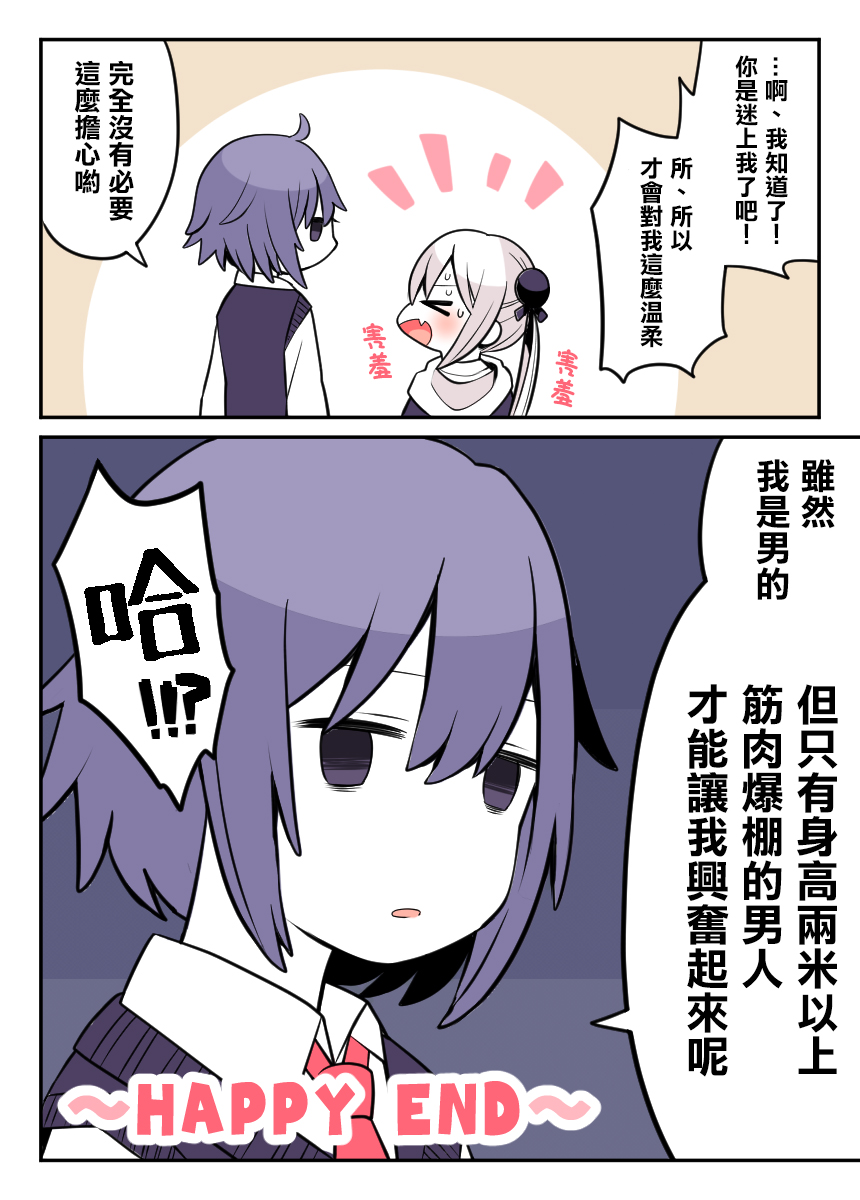 …啊、我知道了！
你是迷上我了吧！
所、所以
才會對我這麼温柔
害羞
害羞
完全沒有必要
這麼擔心喲
雖然
我是男的
但只有身高兩米以上
筋肉爆棚的男人
才能讓我興奮起來呢
哈
!!!?
～HAPPY END～